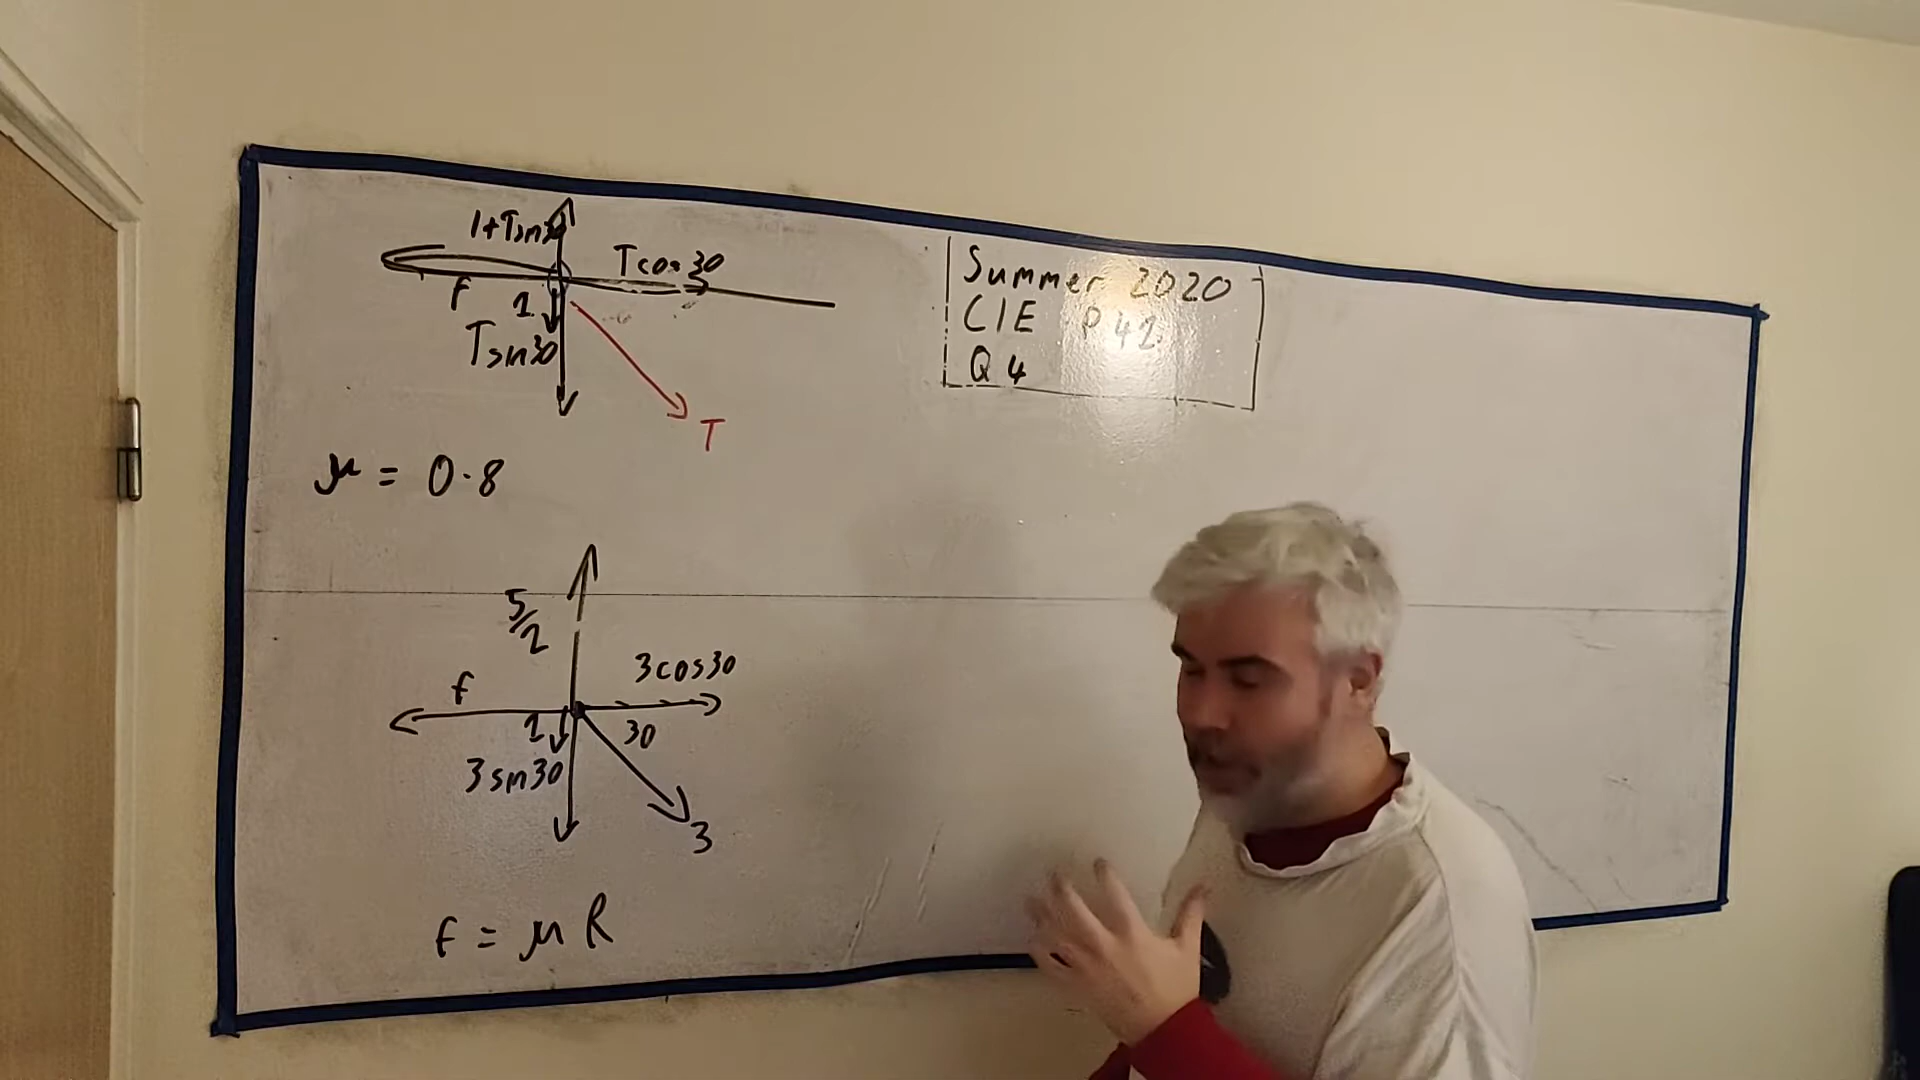 1+Tsin30
Tcos30
f
1
Tsin30
T
Summer 2020
CIE P42
Q4
μ = 0.8
5/2
3cos30
f
1
30
3sin30
3
f = μR